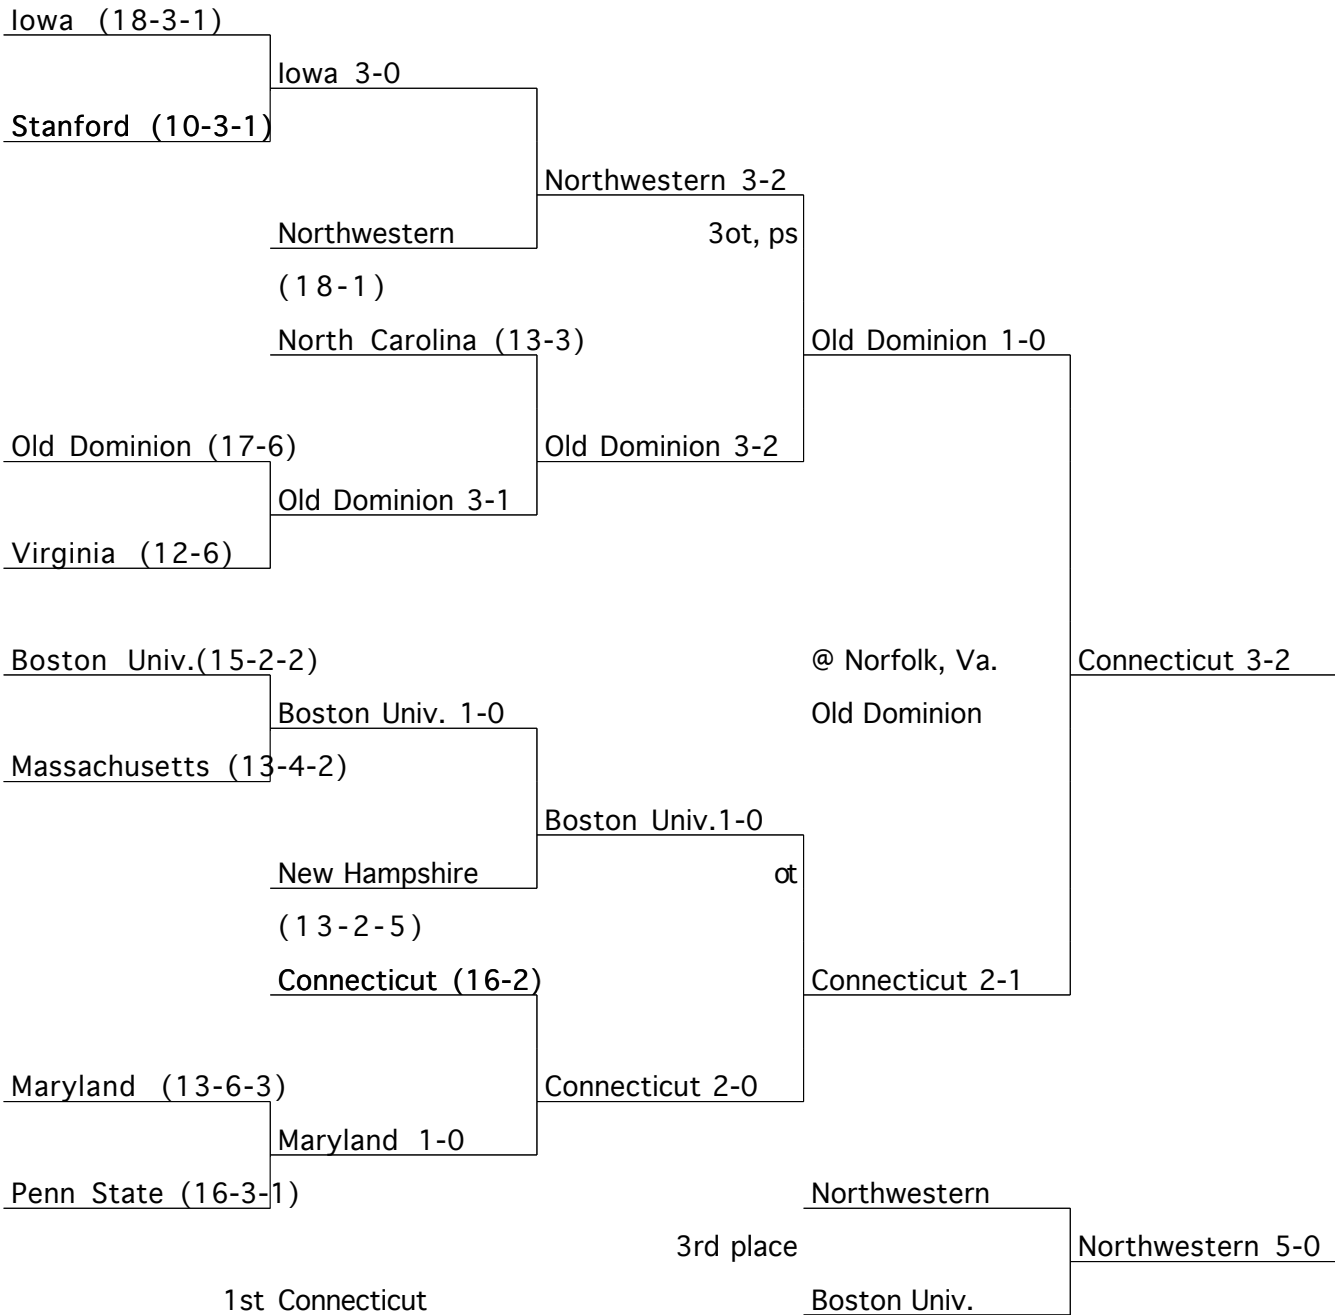 Iowa (18-3-1)
Iowa 3-0
Stanford (10-3-1)
Northwestern 3-2
Northwestern 3ot, ps
(18-1)
North Carolina (13-3) Old Dominion 1-0
Old Dominion (17-6) Old Dominion 3-2
Old Dominion 3-1
Virginia (12-6)
Boston Univ.(15-2-2) @ Norfolk, Va. Connecticut 3-2
Boston Univ. 1-0 Old Dominion
Massachusetts (13-4-2)
Boston Univ.1-0
New Hampshire ot
(13-2-5)
Connecticut (16-2) Connecticut 2-1
Maryland (13-6-3) Connecticut 2-0
Maryland 1-0
Penn State (16-3-1) Northwestern
3rd place Northwestern 5-0
1st Connecticut Boston Univ.